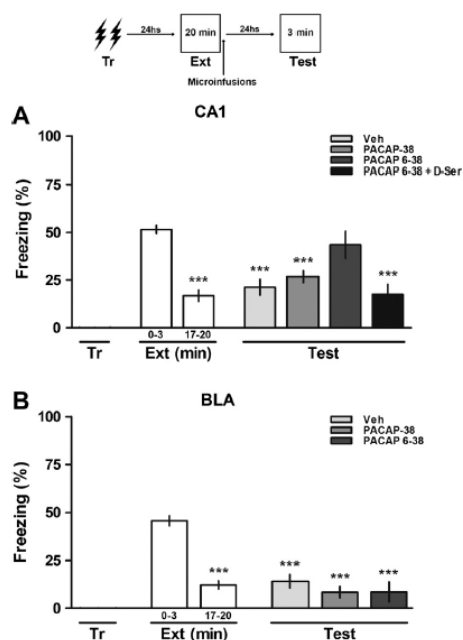 24hs 20 min 24hs 3 min
Tr Ext Test
Microinfusions
A CA1
Veh
PACAP-38
PACAP 6-38
PACAP 6-38 + D-Ser
Freezing (%)
100
75
50
25
0
*** *** *** ***
0-3 17-20
Tr Ext (min) Test
B BLA
Veh
PACAP-38
PACAP 6-38
Freezing (%)
100
75
50
25
0
*** *** *** ***
0-3 17-20
Tr Ext (min) Test